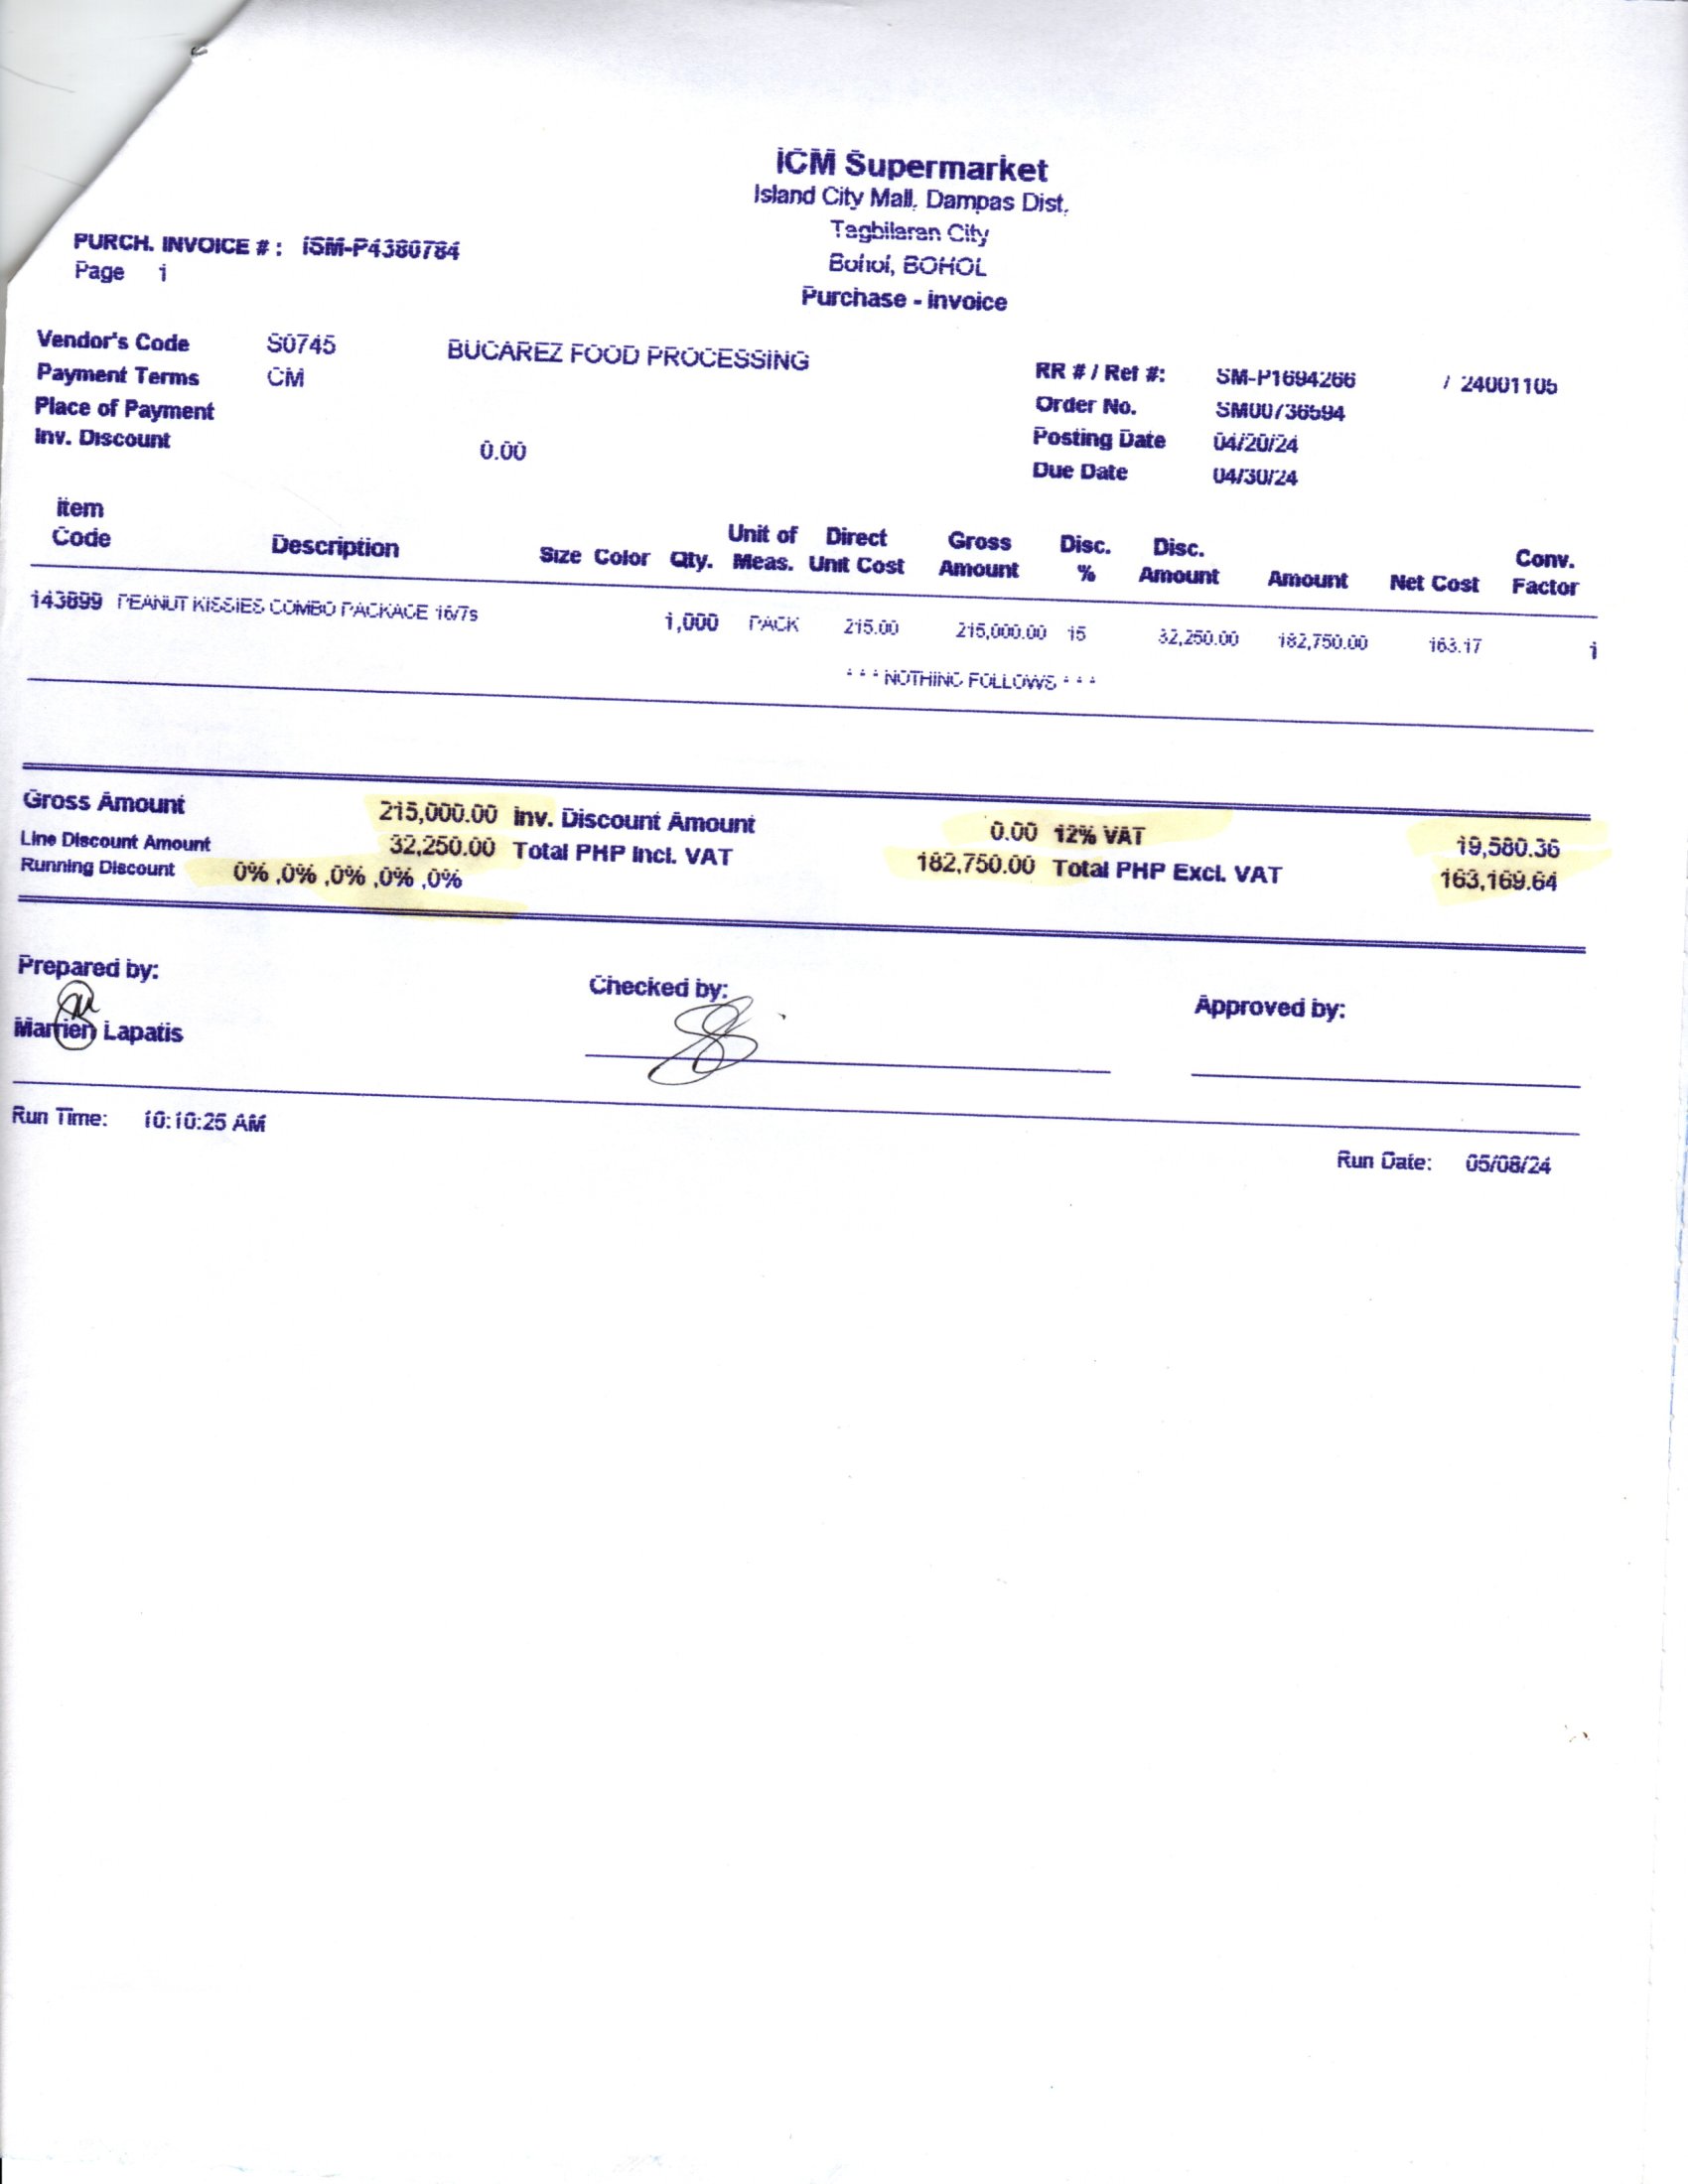 ICM Supermarket
Island City Mall, Dampas Dist.
Tagbilaran City
Bohol, BOHOL
Purchase - Invoice
PURCH. INVOICE # : ISM-P4380784
Page 1
Vendor's Code S0745 BUCAREZ FOOD PROCESSING
Payment Terms CM
Place of Payment
Inv. Discount 0.00
RR # / Ref #: SM-P1694266 / 24001105
Order No. SM00736594
Posting Date 04/20/24
Due Date 04/30/24
Item Code Description Size Color Qty. Unit of Meas. Direct Unit Cost Gross Amount Disc. % Disc. Amount Amount Net Cost Conv. Factor
143899 PEANUT KISSIES COMBO PACKAGE 16/7s 1,000 PACK 215.00 215,000.00 15 32,250.00 182,750.00 163.17 1
* * * NOTHING FOLLOWS * * *
Gross Amount 215,000.00 Inv. Discount Amount 0.00 12% VAT 19,580.36
Line Discount Amount 32,250.00 Total PHP Incl. VAT 182,750.00 Total PHP Excl. VAT 163,169.64
Running Discount 0% ,0% ,0% ,0% ,0%
Prepared by: Checked by: Approved by:
Marrien Lapatis
Run Time: 10:10:25 AM
Run Date: 05/08/24